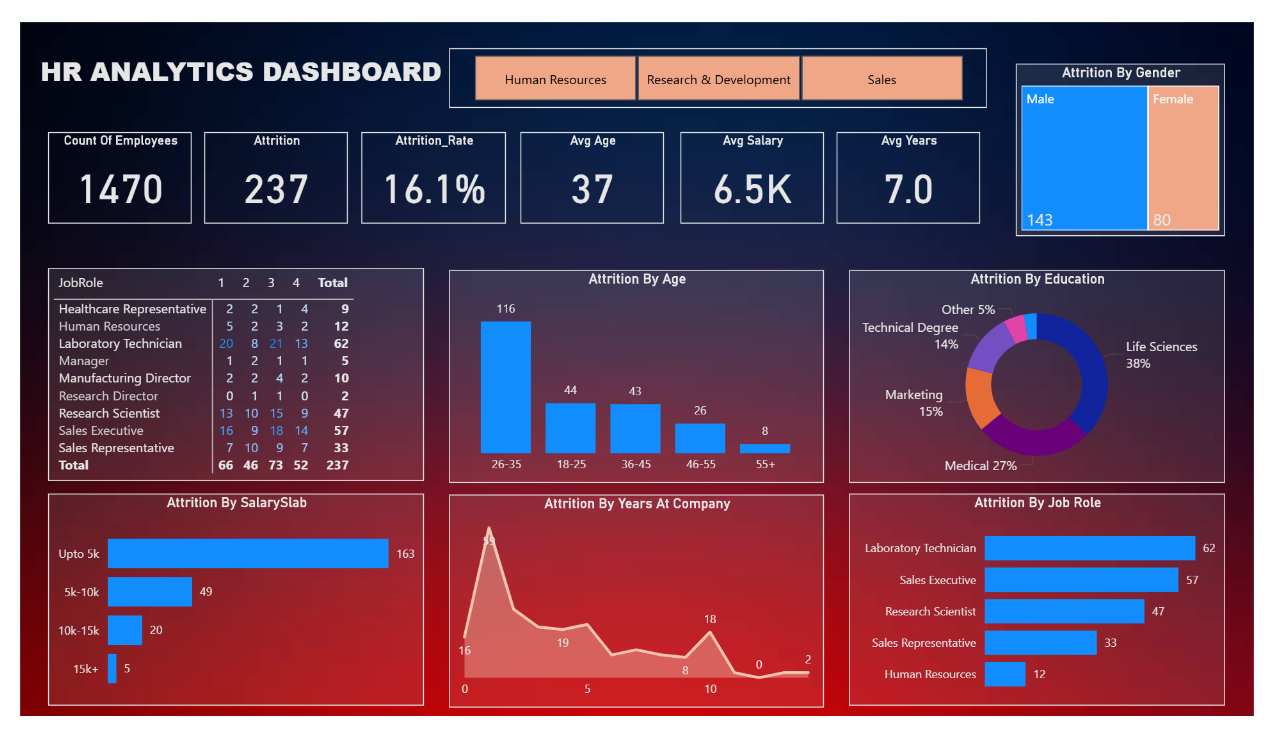 HR ANALYTICS DASHBOARD
Human Resources Research & Development Sales
Attrition By Gender
Male Female
143 80
Count Of Employees
1470
Attrition
237
Attrition_Rate
16.1%
Avg Age
37
Avg Salary
6.5K
Avg Years
7.0
JobRole 1 2 3 4 Total
Healthcare Representative 2 2 1 4 9
Human Resources 5 2 3 2 12
Laboratory Technician 20 8 21 13 62
Manager 1 2 1 1 5
Manufacturing Director 2 2 4 2 10
Research Director 0 1 1 0 2
Research Scientist 13 10 15 9 47
Sales Executive 16 9 18 14 57
Sales Representative 7 10 9 7 33
Total 66 46 73 52 237
Attrition By Age
116
44
43
26
8
26-35 18-25 36-45 46-55 55+
Attrition By Education
Other 5%
Technical Degree
14%
Life Sciences
38%
Marketing
15%
Medical 27%
Attrition By SalarySlab
Upto 5k 163
5k-10k 49
10k-15k 20
15k+ 5
Attrition By Years At Company
59
16
19
8
18
0
2
0 5 10
Attrition By Job Role
Laboratory Technician 62
Sales Executive 57
Research Scientist 47
Sales Representative 33
Human Resources 12